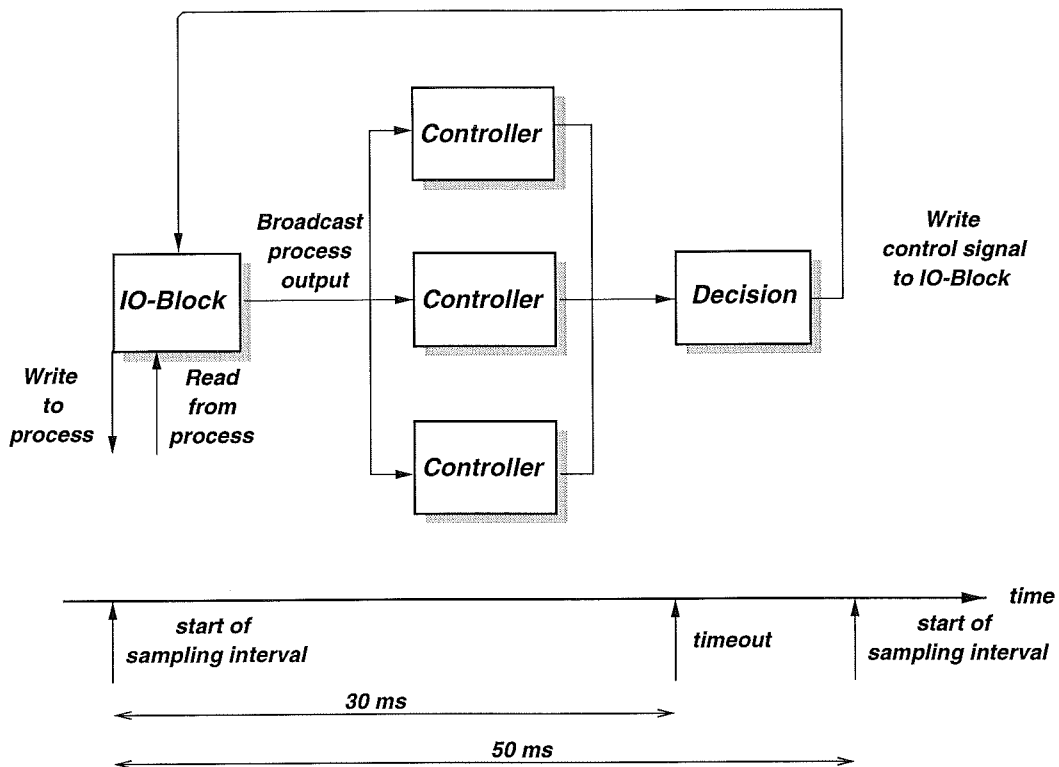 Controller
Broadcast
process
output
IO-Block
Controller
Decision
Write
control signal
to IO-Block
Write
to
process
Read
from
process
Controller
time
start of
sampling interval
timeout
start of
sampling interval
30 ms
50 ms